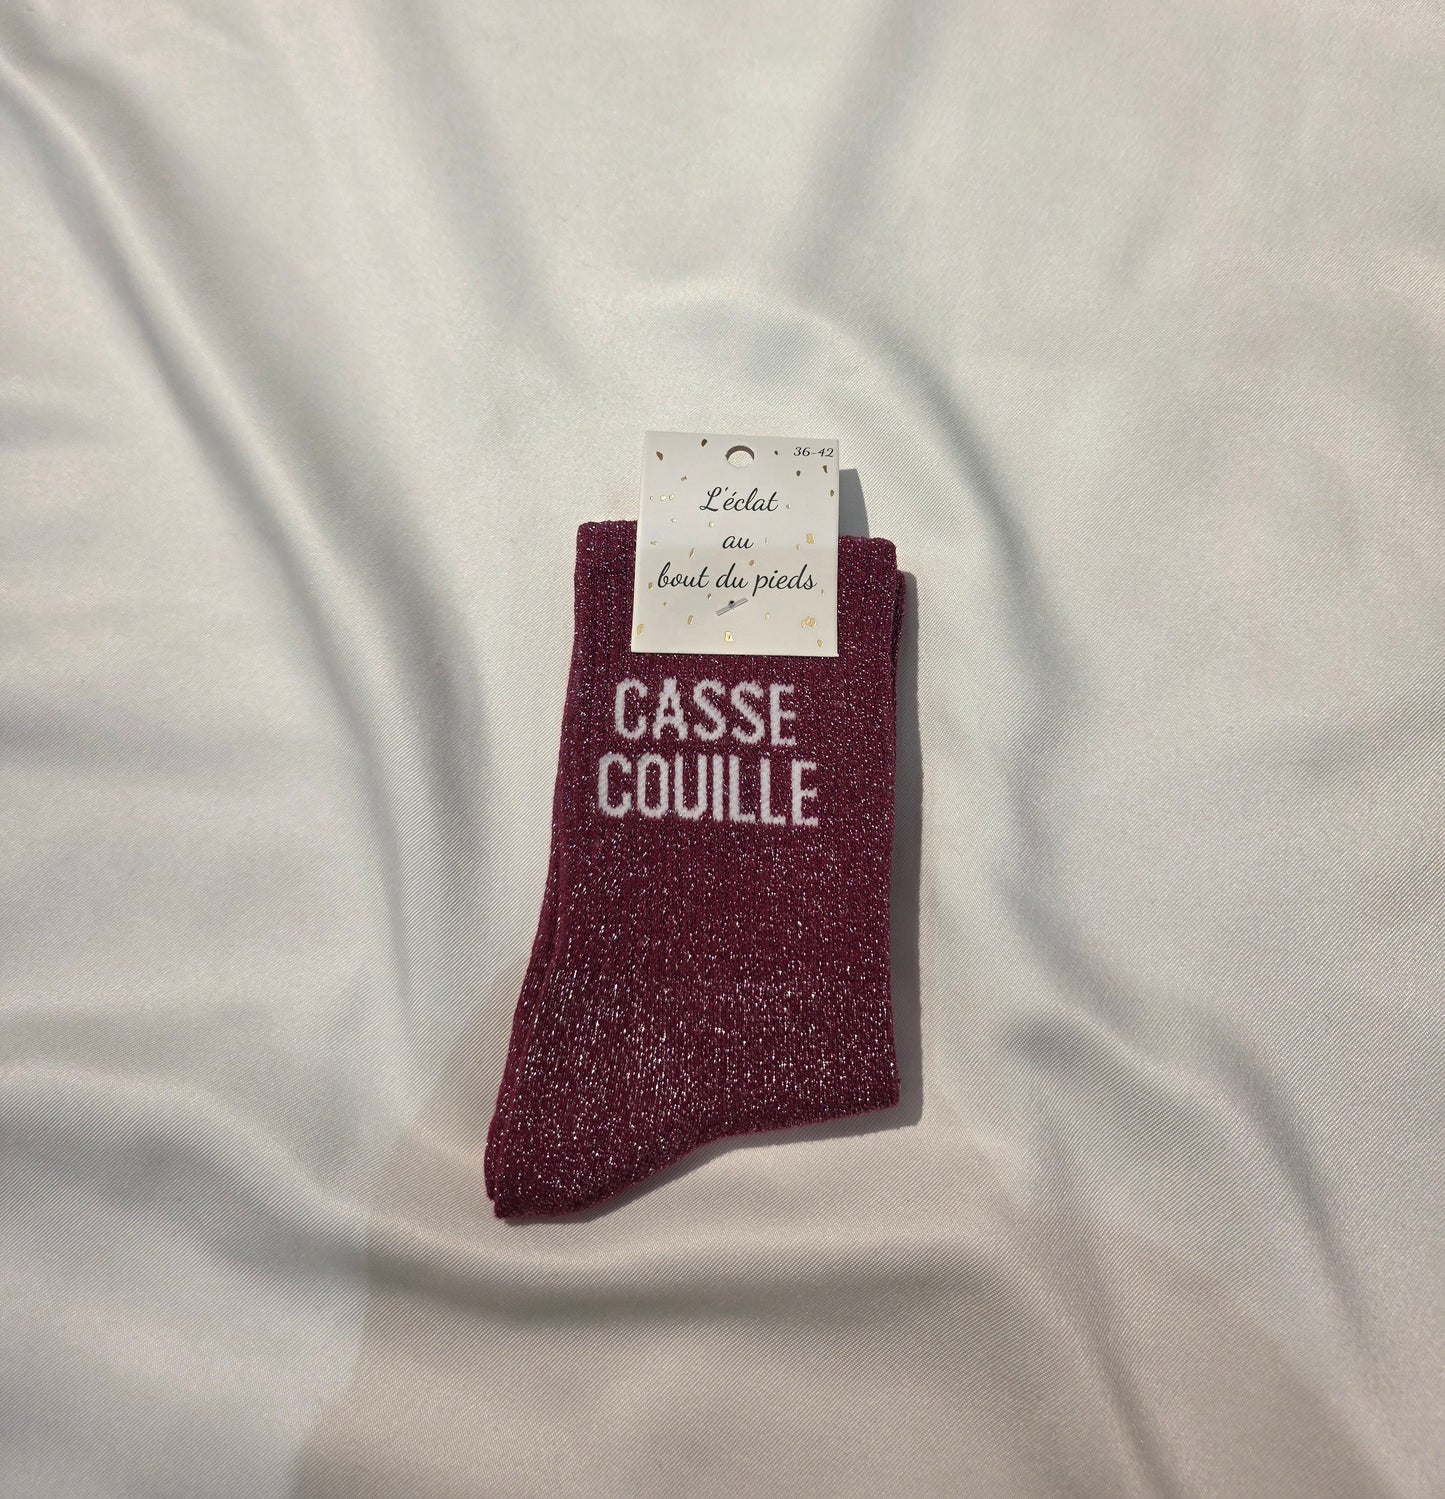 36-42
L'éclat
au
bout du pieds
CASSE
COUILLE